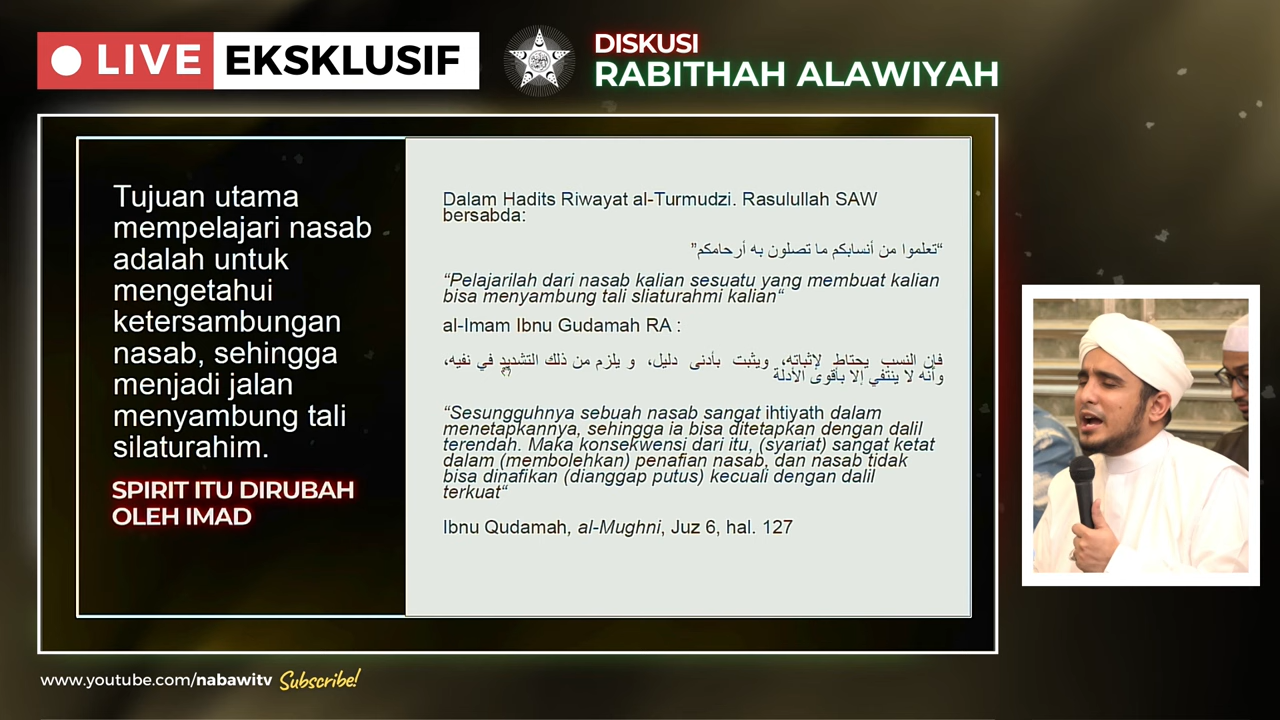 LIVE EKSKLUSIF
DISKUSI
RABITHAH ALAWIYAH
Tujuan utama
mempelajari nasab
adalah untuk
mengetahui
ketersambungan
nasab, sehingga
menjadi jalan
menyambung tali
silaturahim.
SPIRIT ITU DIRUBAH
OLEH IMAD
Dalam Hadits Riwayat al-Turmudzi. Rasulullah SAW
bersabda:
“تعلموا من أنسابكم ما تصلون به أرحامكم”
“Pelajarilah dari nasab kalian sesuatu yang membuat kalian
bisa menyambung tali sliaturahmi kalian“
al-Imam Ibnu Gudamah RA :
فإن النسب يحتاط لإثباته، ويثبت بأدنى دليل، و يلزم من ذلك التشديد في نفيه،
وأنه لا ينتفي إلا بأقوى الأدلة
“Sesungguhnya sebuah nasab sangat ihtiyath dalam
menetapkannya, sehingga ia bisa ditetapkan dengan dalil
terendah. Maka konsekwensi dari itu, (syariat) sangat ketat
dalam (membolehkan) penafian nasab, dan nasab tidak
bisa dinafikan (dianggap putus) kecuali dengan dalil
terkuat“
Ibnu Qudamah, al-Mughni, Juz 6, hal. 127
www.youtube.com/nabawitv Subscribe!